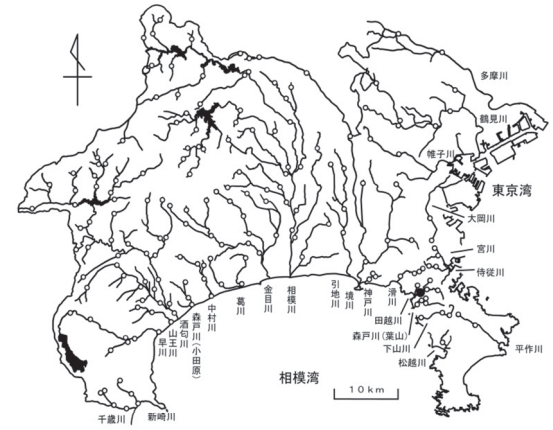 多摩川
鶴見川
帷子川
東京湾
大岡川
宮川
侍従川
平作川
松越川
下山川
森戸川(葉山)
田越川
滑川
神戸川
境川
引地川
相模川
金目川
葛川
中村川
森戸川(小田原)
酒匂川
山王川
早川
新崎川
千歳川
相模湾
10km